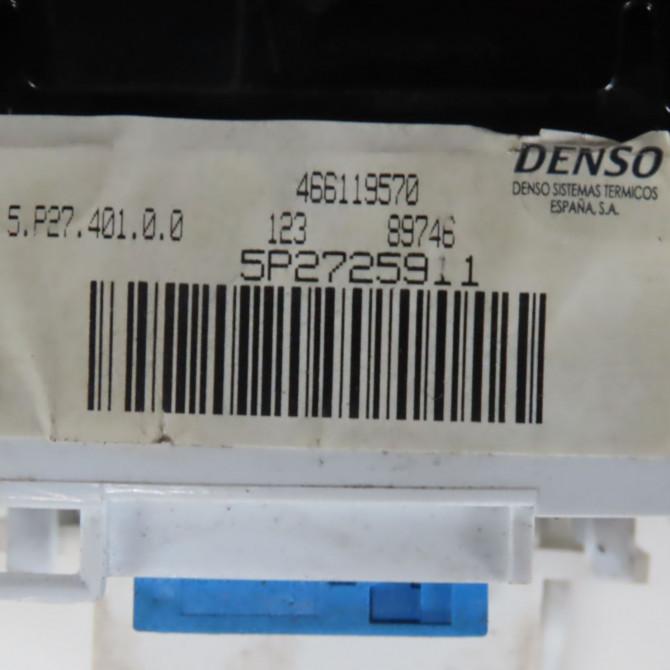 DENSO
DENSO SISTEMAS TERMICOS
ESPAÑA, S.A.
466119570
5.P27.401.0.0 123 89746
5P2725911